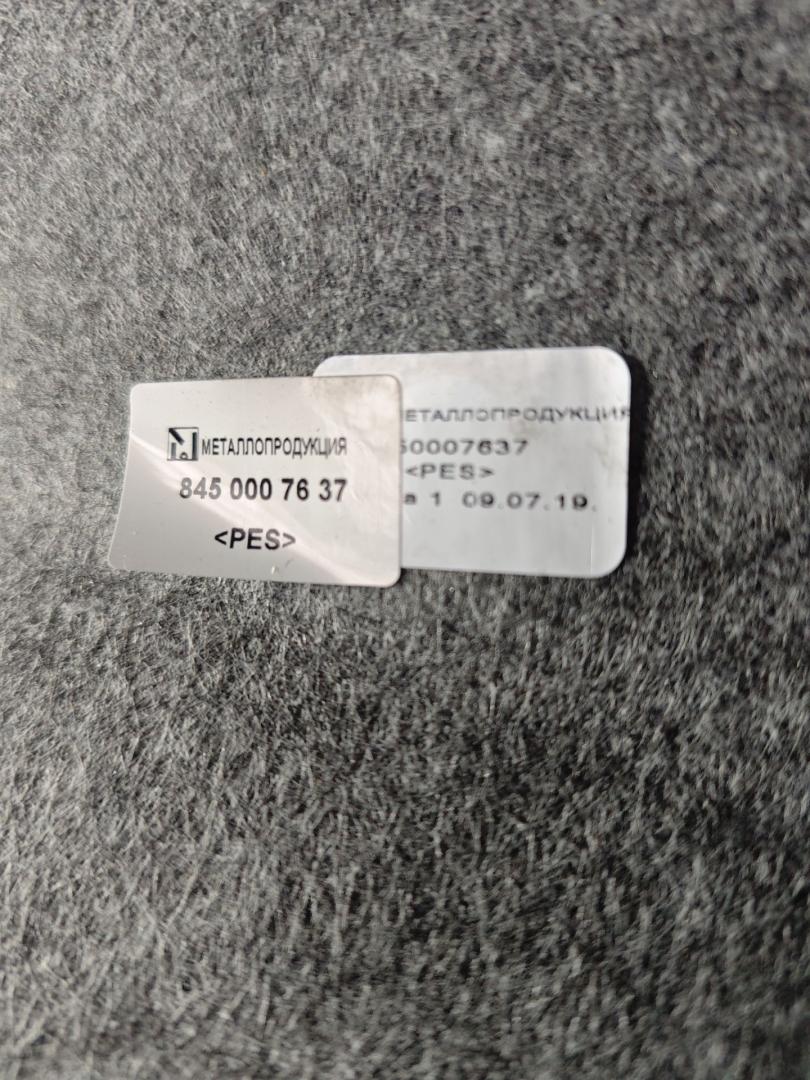 МЕТАЛЛОПРОДУКЦИЯ
845 000 76 37
<PES>
ЕТАЛЛОПРОДУКЦИЯ
50007637
<PES>
а 1 09.07.19.